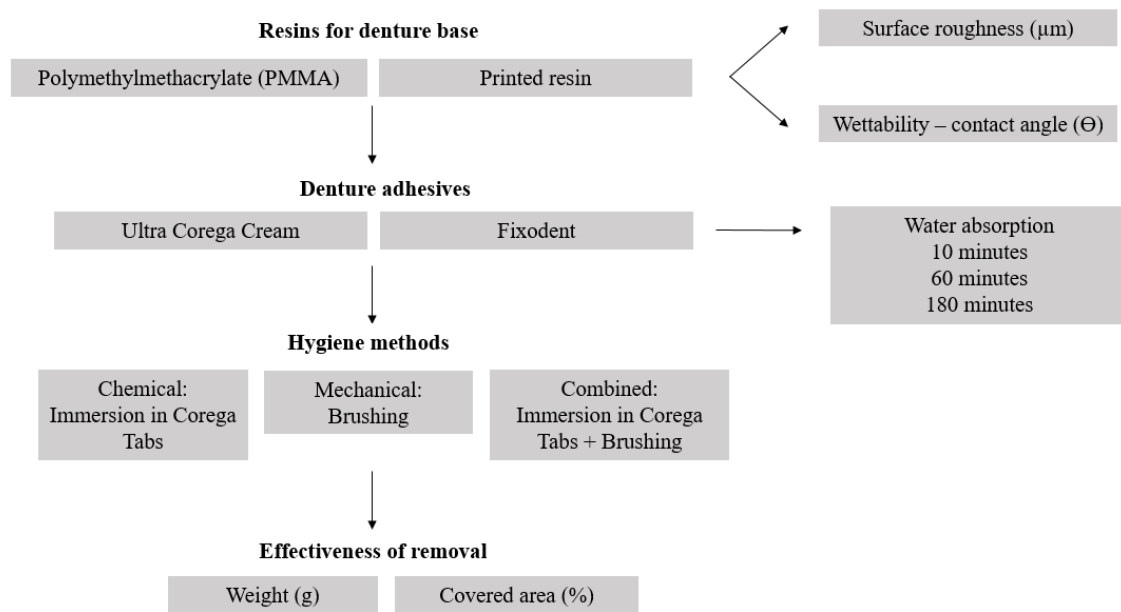 Resins for denture base
Polymethylmethacrylate (PMMA)
Printed resin
Surface roughness (µm)
Wettability – contact angle (Ө)
Denture adhesives
Ultra Corega Cream
Fixodent
Water absorption
10 minutes
60 minutes
180 minutes
Hygiene methods
Chemical:
Immersion in Corega
Tabs
Mechanical:
Brushing
Combined:
Immersion in Corega
Tabs + Brushing
Effectiveness of removal
Weight (g)
Covered area (%)